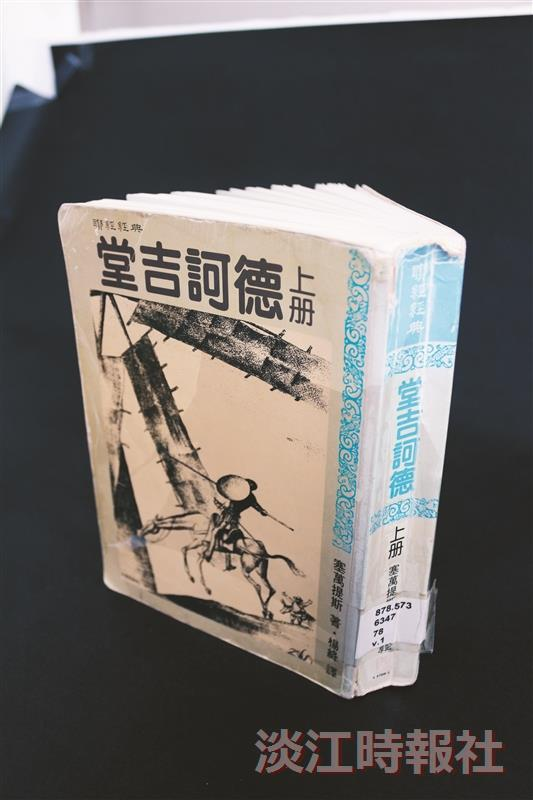 聯經經典
堂吉訶德
上册
塞萬提斯 著・楊絳 譯
聯經經典
堂吉訶德
上册
塞萬提
878.573
6347
78
v.1
淡江時報社